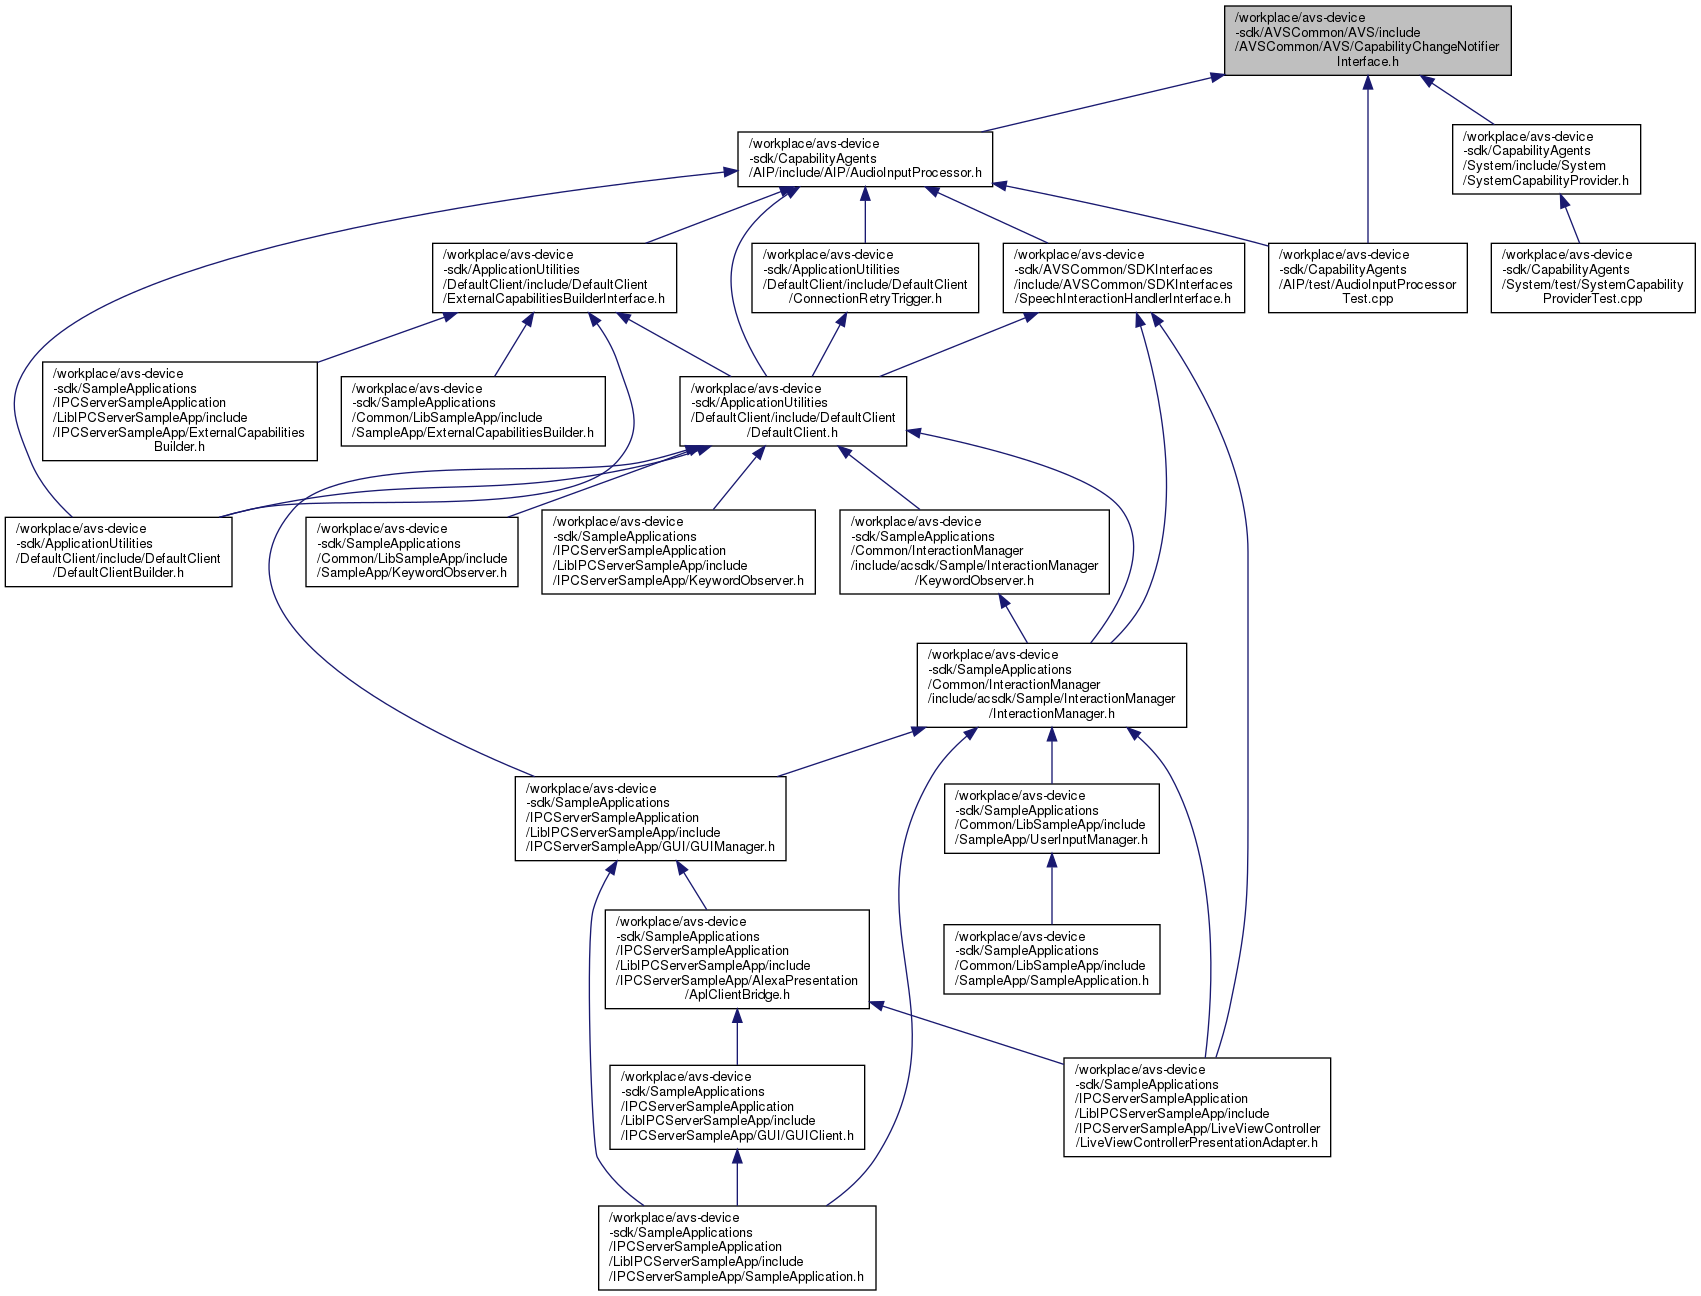 /workplace/avs-device
-sdk/AVSCommon/AVS/include
/AVSCommon/AVS/CapabilityChangeNotifier
Interface.h
/workplace/avs-device
-sdk/CapabilityAgents
/AIP/include/AIP/AudioInputProcessor.h
/workplace/avs-device
-sdk/CapabilityAgents
/System/include/System
/SystemCapabilityProvider.h
/workplace/avs-device
-sdk/ApplicationUtilities
/DefaultClient/include/DefaultClient
/ExternalCapabilitiesBuilderInterface.h
/workplace/avs-device
-sdk/ApplicationUtilities
/DefaultClient/include/DefaultClient
/ConnectionRetryTrigger.h
/workplace/avs-device
-sdk/AVSCommon/SDKInterfaces
/include/AVSCommon/SDKInterfaces
/SpeechInteractionHandlerInterface.h
/workplace/avs-device
-sdk/CapabilityAgents
/AIP/test/AudioInputProcessor
Test.cpp
/workplace/avs-device
-sdk/CapabilityAgents
/System/test/SystemCapability
ProviderTest.cpp
/workplace/avs-device
-sdk/SampleApplications
/IPCServerSampleApplication
/LibIPCServerSampleApp/include
/IPCServerSampleApp/ExternalCapabilities
Builder.h
/workplace/avs-device
-sdk/SampleApplications
/Common/LibSampleApp/include
/SampleApp/ExternalCapabilitiesBuilder.h
/workplace/avs-device
-sdk/ApplicationUtilities
/DefaultClient/include/DefaultClient
/DefaultClient.h
/workplace/avs-device
-sdk/ApplicationUtilities
/DefaultClient/include/DefaultClient
/DefaultClientBuilder.h
/workplace/avs-device
-sdk/SampleApplications
/Common/LibSampleApp/include
/SampleApp/KeywordObserver.h
/workplace/avs-device
-sdk/SampleApplications
/IPCServerSampleApplication
/LibIPCServerSampleApp/include
/IPCServerSampleApp/KeywordObserver.h
/workplace/avs-device
-sdk/SampleApplications
/Common/InteractionManager
/include/acsdk/Sample/InteractionManager
/KeywordObserver.h
/workplace/avs-device
-sdk/SampleApplications
/Common/InteractionManager
/include/acsdk/Sample/InteractionManager
/InteractionManager.h
/workplace/avs-device
-sdk/SampleApplications
/IPCServerSampleApplication
/LibIPCServerSampleApp/include
/IPCServerSampleApp/GUI/GUIManager.h
/workplace/avs-device
-sdk/SampleApplications
/Common/LibSampleApp/include
/SampleApp/UserInputManager.h
/workplace/avs-device
-sdk/SampleApplications
/IPCServerSampleApplication
/LibIPCServerSampleApp/include
/IPCServerSampleApp/AlexaPresentation
/AplClientBridge.h
/workplace/avs-device
-sdk/SampleApplications
/Common/LibSampleApp/include
/SampleApp/SampleApplication.h
/workplace/avs-device
-sdk/SampleApplications
/IPCServerSampleApplication
/LibIPCServerSampleApp/include
/IPCServerSampleApp/GUI/GUIClient.h
/workplace/avs-device
-sdk/SampleApplications
/IPCServerSampleApplication
/LibIPCServerSampleApp/include
/IPCServerSampleApp/LiveViewController
/LiveViewControllerPresentationAdapter.h
/workplace/avs-device
-sdk/SampleApplications
/IPCServerSampleApplication
/LibIPCServerSampleApp/include
/IPCServerSampleApp/SampleApplication.h